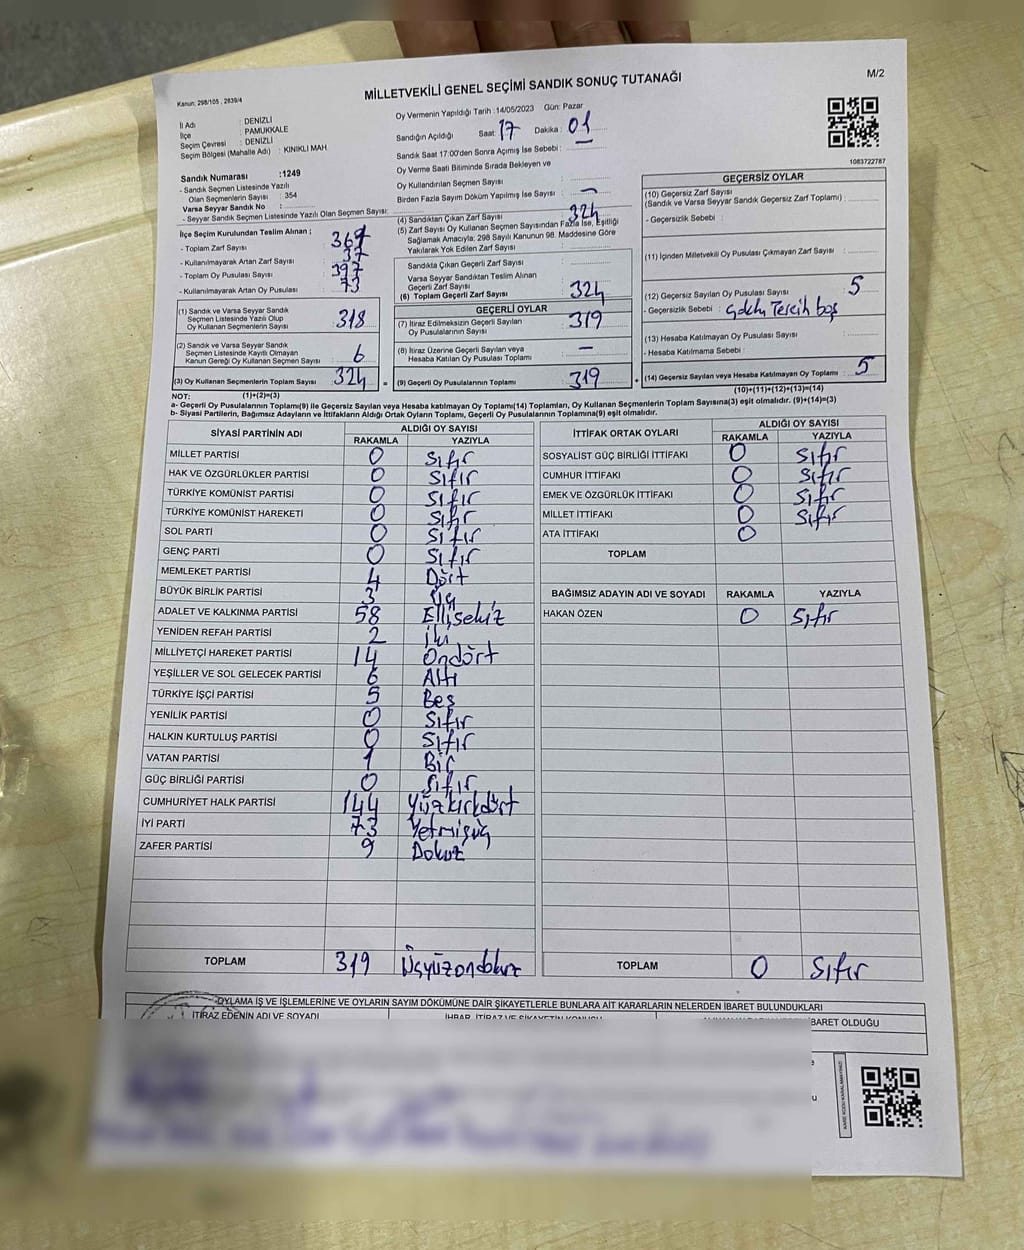 MİLLETVEKİLİ GENEL SEÇİMİ SANDIK SONUÇ TUTANAĞI
M/2
Kanun: 298/105 , 2839/4
İl Adı : DENİZLİ
İlçe : PAMUKKALE
Seçim Çevresi : DENİZLİ
Seçim Bölgesi (Mahalle Adı) : KINIKLI MAH
Sandık Numarası :1249
- Sandık Seçmen Listesinde Yazılı
Olan Seçmenlerin Sayısı : 354
Varsa Seyyar Sandık No :
- Seyyar Sandık Seçmen Listesinde Yazılı Olan Seçmen Sayısı:
İlçe Seçim Kurulundan Teslim Alınan ;
- Toplam Zarf Sayısı :
- Kullanılmayarak Artan Zarf Sayısı : 37
- Toplam Oy Pusulası Sayısı : 397
- Kullanılmayarak Artan Oy Pusulası : 73
(1) Sandık ve Varsa Seyyar Sandık
Seçmen Listesinde Yazılı Olup
Oy Kullanan Seçmenlerin Sayısı : 318
(2) Sandık ve Varsa Seyyar Sandık
Seçmen Listesinde Kayıtlı Olmayan
Kanun Gereği Oy Kullanan Seçmen Sayısı : 6
(3) Oy Kullanan Seçmenlerin Toplam Sayısı : 324
Oy Vermenin Yapıldığı Tarih : 14/05/2023 Gün: Pazar
Sandığın Açıldığı Saat : 17 Dakika : 01
Sandık Saat 17:00'den Sonra Açımış İse Sebebi : —
Oy Verme Saati Bitiminde Sırada Bekleyen ve
Oy Kullandırılan Seçmen Sayısı :
Birden Fazla Sayım Döküm Yapılmış İse Sayısı : —
(4) Sandıktan Çıkan Zarf Sayısı : 324
(5) Zarf Sayısı Oy Kullanan Seçmen Sayısından Fazla İse, Eşitliği
Sağlamak Amacıyla; 298 Sayılı Kanunun 98. Maddesine Göre
Yakılarak Yok Edilen Zarf Sayısı :
Sandıkta Çıkan Geçerli Zarf Sayısı :
Varsa Seyyar Sandıktan Teslim Alınan
Geçerli Zarf Sayısı :
(6) Toplam Geçerli Zarf Sayısı : 324
GEÇERLİ OYLAR
(7) İtiraz Edilmeksizin Geçerli Sayılan
Oy Pusulalarının Sayısı : 319
(8) İtiraz Üzerine Geçerli Sayılan veya
Hesaba Katılan Oy Pusulası Toplamı : —
= (9) Geçerli Oy Pusulalarının Toplamı : 319 +
1083722787
GEÇERSİZ OYLAR
(10) Geçersiz Zarf Sayısı
(Sandık ve Varsa Seyyar Sandık Geçersiz Zarf Toplamı) :
- Geçersizlik Sebebi :
(11) İçinden Milletvekili Oy Pusulası Çıkmayan Zarf Sayısı :
(12) Geçersiz Sayılan Oy Pusulası Sayısı : 5
- Geçersizlik Sebebi : Tercih boş
(13) Hesaba Katılmayan Oy Pusulası Sayısı :
- Hesaba Katılmama Sebebi :
(14) Geçersiz Sayılan veya Hesaba Katılmayan Oy Toplamı : 5
NOT: (1)+(2)=(3) (10)+(11)+(12)+(13)=(14)
a- Geçerli Oy Pusulalarının Toplamı(9) ile Geçersiz Sayılan veya Hesaba katılmayan Oy Toplamı(14) Toplamları, Oy Kullanan Seçmenlerin Toplam Sayısına(3) eşit olmalıdır. (9)+(14)=(3)
b- Siyasi Partilerin, Bağımsız Adayların ve İttifakların Aldığı Ortak Oyların Toplamı, Geçerli Oy Pusulalarının Toplamına(9) eşit olmalıdır.
SİYASİ PARTİNİN ADI ALDIĞI OY SAYISI
RAKAMLA YAZIYLA
MİLLET PARTİSİ 0 Sıfır
HAK VE ÖZGÜRLÜKLER PARTİSİ 0 Sıfır
TÜRKİYE KOMÜNİST PARTİSİ 0 Sıfır
TÜRKİYE KOMÜNİST HAREKETİ 0 Sıfır
SOL PARTİ 0 Sıfır
GENÇ PARTİ 0 Sıfır
MEMLEKET PARTİSİ 4 Dört
BÜYÜK BİRLİK PARTİSİ 3 Üç
ADALET VE KALKINMA PARTİSİ 58 Ellisekiz
YENİDEN REFAH PARTİSİ 2 İki
MİLLİYETÇİ HAREKET PARTİSİ 14 Ondört
YEŞİLLER VE SOL GELECEK PARTİSİ 6 Altı
TÜRKİYE İŞÇİ PARTİSİ 5 Beş
YENİLİK PARTİSİ 0 Sıfır
HALKIN KURTULUŞ PARTİSİ 0 Sıfır
VATAN PARTİSİ 1 Bir
GÜÇ BİRLİĞİ PARTİSİ 0 Sıfır
CUMHURİYET HALK PARTİSİ 144 Yüzkırkdört
İYİ PARTİ 73 Yetmişüç
ZAFER PARTİSİ 9 Dokuz
TOPLAM 319 Üçyüzondokuz
İTTİFAK ORTAK OYLARI ALDIĞI OY SAYISI
RAKAMLA YAZIYLA
SOSYALİST GÜÇ BİRLİĞİ İTTİFAKI 0 Sıfır
CUMHUR İTTİFAKI 0 Sıfır
EMEK VE ÖZGÜRLÜK İTTİFAKI 0 Sıfır
MİLLET İTTİFAKI 0 Sıfır
ATA İTTİFAKI 0
TOPLAM
BAĞIMSIZ ADAYIN ADI VE SOYADI RAKAMLA YAZIYLA
HAKAN ÖZEN 0 Sıfır
TOPLAM 0 Sıfır
OYLAMA İŞ VE İŞLEMLERİNE VE OYLARIN SAYIM DÖKÜMÜNE DAİR ŞİKAYETLERLE BUNLARA AİT KARARLARIN NELERDEN İBARET BULUNDUKLARI
İTİRAZ EDENİN ADI VE SOYADI İHBAR, İTİRAZ VE ŞİKAYETİN KONUSU İBARET OLDUĞU